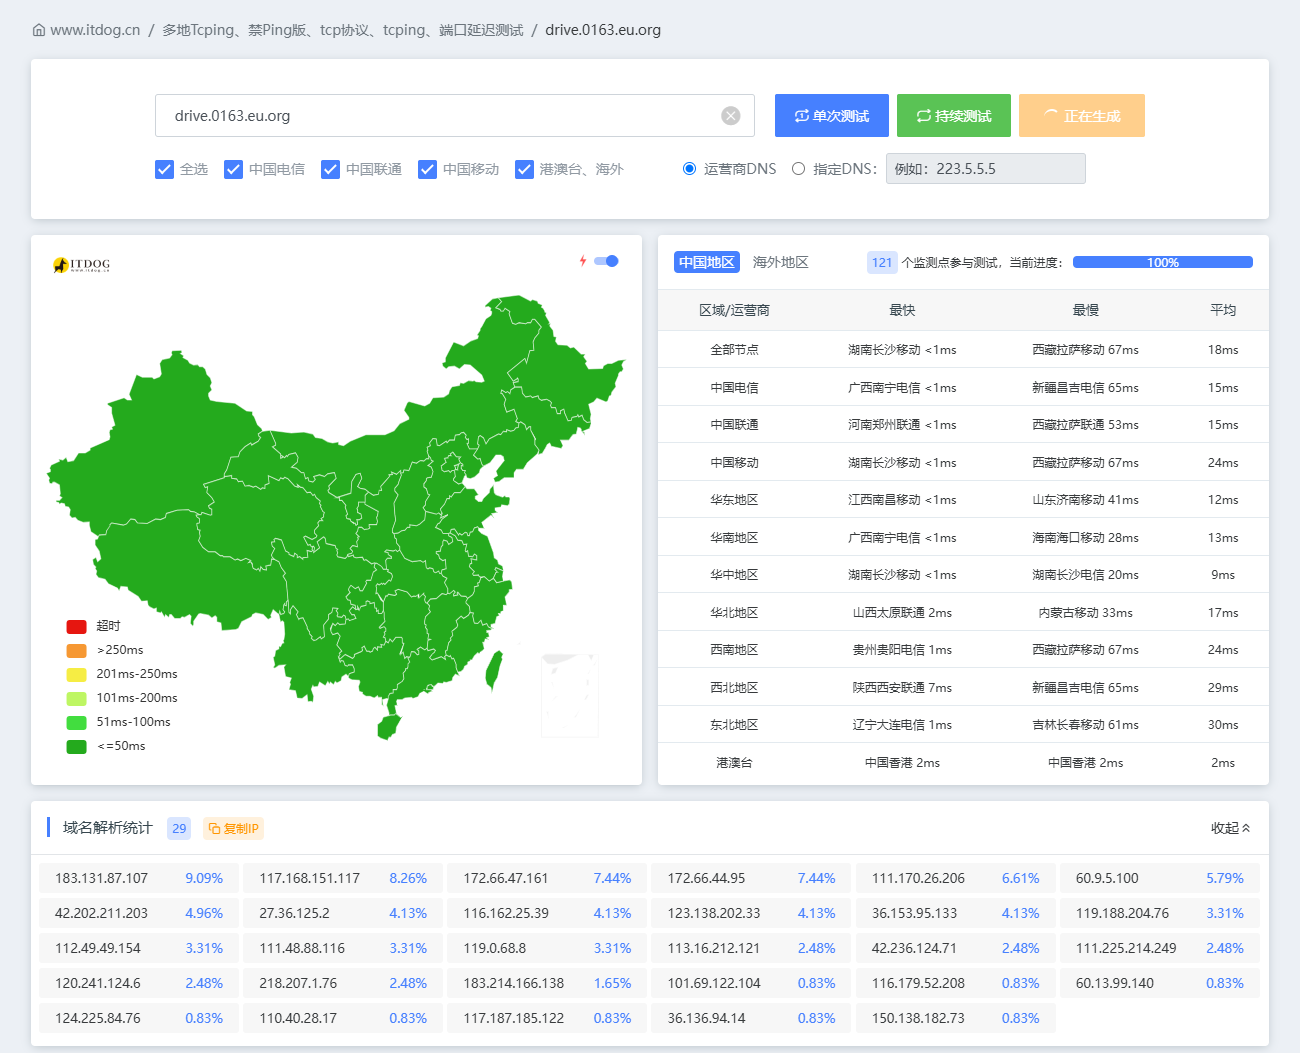 www.itdog.cn / 多地Tcping、禁Ping版、tcp协议、tcping、端口延迟测试 / drive.0163.eu.org
drive.0163.eu.org 单次测试 持续测试 正在生成
全选 中国电信 中国联通 中国移动 港澳台、海外 运营商DNS 指定DNS: 例如：223.5.5.5
ITDOG
www.itdog.cn
超时
>250ms
201ms-250ms
101ms-200ms
51ms-100ms
<=50ms
中国地区 海外地区 121 个监测点参与测试，当前进度： 100%
区域/运营商 最快 最慢 平均
全部节点 湖南长沙移动 <1ms 西藏拉萨移动 67ms 18ms
中国电信 广西南宁电信 <1ms 新疆昌吉电信 65ms 15ms
中国联通 河南郑州联通 <1ms 西藏拉萨联通 53ms 15ms
中国移动 湖南长沙移动 <1ms 西藏拉萨移动 67ms 24ms
华东地区 江西南昌移动 <1ms 山东济南移动 41ms 12ms
华南地区 广西南宁电信 <1ms 海南海口移动 28ms 13ms
华中地区 湖南长沙移动 <1ms 湖南长沙电信 20ms 9ms
华北地区 山西太原联通 2ms 内蒙古移动 33ms 17ms
西南地区 贵州贵阳电信 1ms 西藏拉萨移动 67ms 24ms
西北地区 陕西西安联通 7ms 新疆昌吉电信 65ms 29ms
东北地区 辽宁大连电信 1ms 吉林长春移动 61ms 30ms
港澳台 中国香港 2ms 中国香港 2ms 2ms
域名解析统计 29 复制IP 收起
183.131.87.107 9.09% 117.168.151.117 8.26% 172.66.47.161 7.44% 172.66.44.95 7.44% 111.170.26.206 6.61% 60.9.5.100 5.79%
42.202.211.203 4.96% 27.36.125.2 4.13% 116.162.25.39 4.13% 123.138.202.33 4.13% 36.153.95.133 4.13% 119.188.204.76 3.31%
112.49.49.154 3.31% 111.48.88.116 3.31% 119.0.68.8 3.31% 113.16.212.121 2.48% 42.236.124.71 2.48% 111.225.214.249 2.48%
120.241.124.6 2.48% 218.207.1.76 2.48% 183.214.166.138 1.65% 101.69.122.104 0.83% 116.179.52.208 0.83% 60.13.99.140 0.83%
124.225.84.76 0.83% 110.40.28.17 0.83% 117.187.185.122 0.83% 36.136.94.14 0.83% 150.138.182.73 0.83%